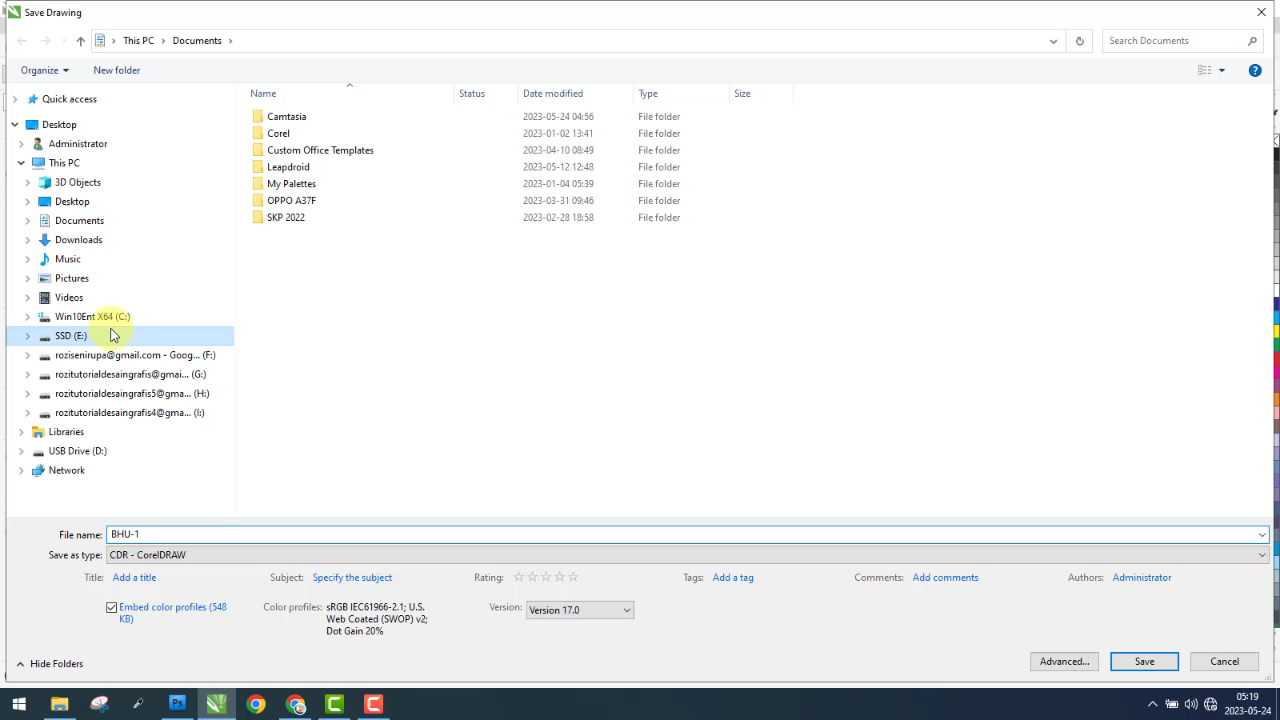 Save Drawing
This PC
Documents
Search Documents
Organize
New folder
Name
Status
Date modified
Type
Size
Quick access
Desktop
Administrator
This PC
3D Objects
Desktop
Documents
Downloads
Music
Pictures
Videos
Win10Ent X64 (C:)
SSD (E:)
rozisenirupa@gmail.com - Goog... (F:)
rozitutorialdesaingrafis@gmai... (G:)
rozitutorialdesaingrafis5@gma... (H:)
rozitutorialdesaingrafis4@gma... (I:)
Libraries
USB Drive (D:)
Network
Camtasia 2023-05-24 04:56 File folder
Corel 2023-01-02 13:41 File folder
Custom Office Templates 2023-04-10 08:49 File folder
Leapdroid 2023-05-12 12:48 File folder
My Palettes 2023-01-04 05:39 File folder
OPPO A37F 2023-03-31 09:46 File folder
SKP 2022 2023-02-28 18:58 File folder
File name: BHU-1
Save as type: CDR - CorelDRAW
Title: Add a title
Subject: Specify the subject
Rating:
Tags: Add a tag
Comments: Add comments
Authors: Administrator
Embed color profiles (548
KB)
Color profiles: sRGB IEC61966-2.1; U.S.
Web Coated (SWOP) v2;
Dot Gain 20%
Version: Version 17.0
Hide Folders
Advanced...
Save
Cancel
Ps
05:19
2023-05-24